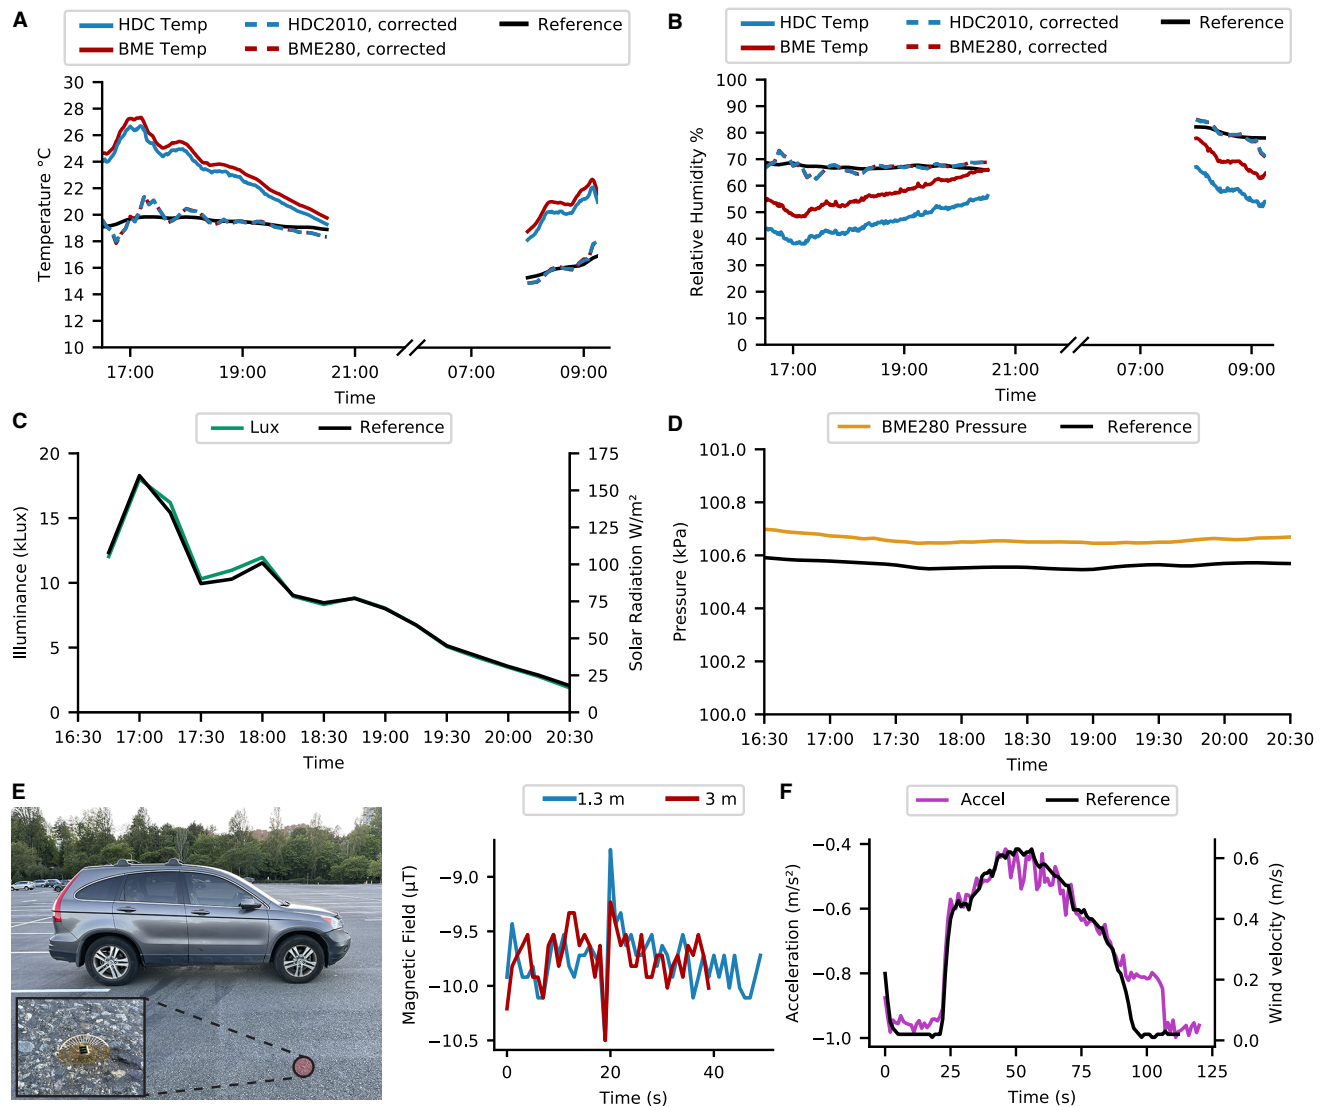 A
HDC Temp
HDC2010, corrected
Reference
BME Temp
BME280, corrected
30
28
26
24
22
20
18
16
14
12
10
Temperature °C
17:00
19:00
21:00
07:00
09:00
Time
B
HDC Temp
HDC2010, corrected
Reference
BME Temp
BME280, corrected
100
90
80
70
60
50
40
30
20
10
0
Relative Humidity %
17:00
19:00
21:00
07:00
09:00
Time
C
Lux
Reference
20
15
10
5
0
Illuminance (kLux)
175
150
125
100
75
50
25
0
Solar Radiation W/m²
16:30
17:00
17:30
18:00
18:30
19:00
19:30
20:00
20:30
Time
D
BME280 Pressure
Reference
101.0
100.8
100.6
100.4
100.2
100.0
Pressure (kPa)
16:30
17:00
17:30
18:00
18:30
19:00
19:30
20:00
20:30
Time
E
1.3 m
3 m
−9.0
−9.5
−10.0
−10.5
Magnetic Field (µT)
0
20
40
Time (s)
F
Accel
Reference
−0.4
−0.6
−0.8
−1.0
Acceleration (m/s²)
0.6
0.4
0.2
0.0
Wind velocity (m/s)
0
25
50
75
100
125
Time (s)